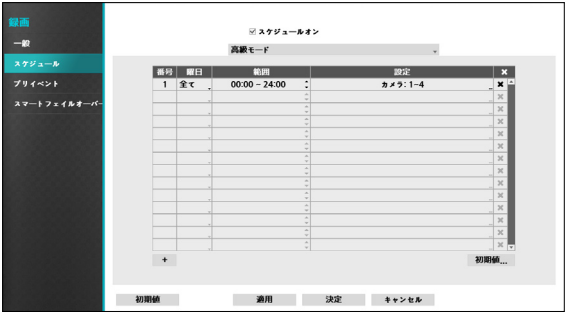 録画
一般
スケジュール
プリイベント
スマートフェイルオーバー
スケジュールオン
高級モード
番号 曜日 範囲 設定 ×
1 全て 00:00 – 24:00 カメラ: 1-4 ×
+ 初期値...
初期値 適用 決定 キャンセル